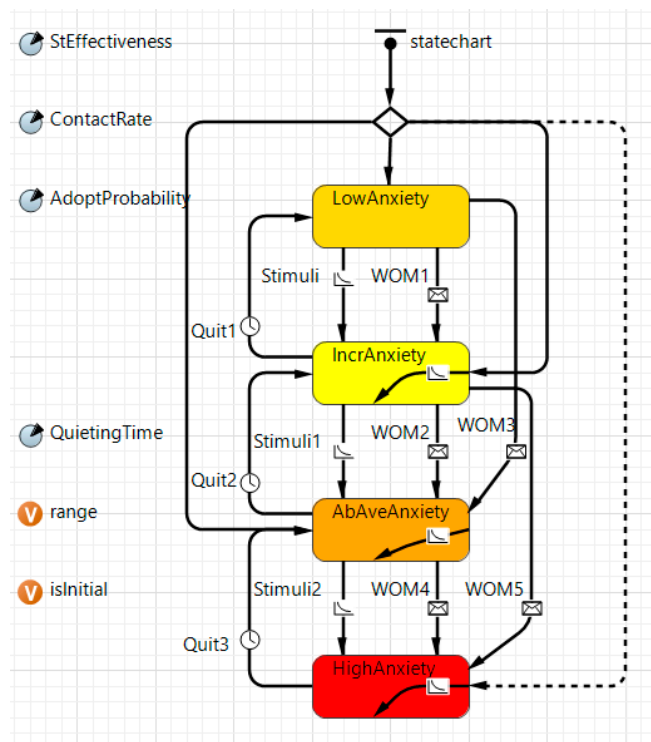 StEffectiveness
statechart
ContactRate
AdoptProbability
LowAnxiety
Stimuli
WOM1
Quit1
IncrAnxiety
QuietingTime
Stimuli1
WOM2
WOM3
Quit2
V range
AbAveAnxiety
V isInitial
Stimuli2
WOM4
WOM5
Quit3
HighAnxiety